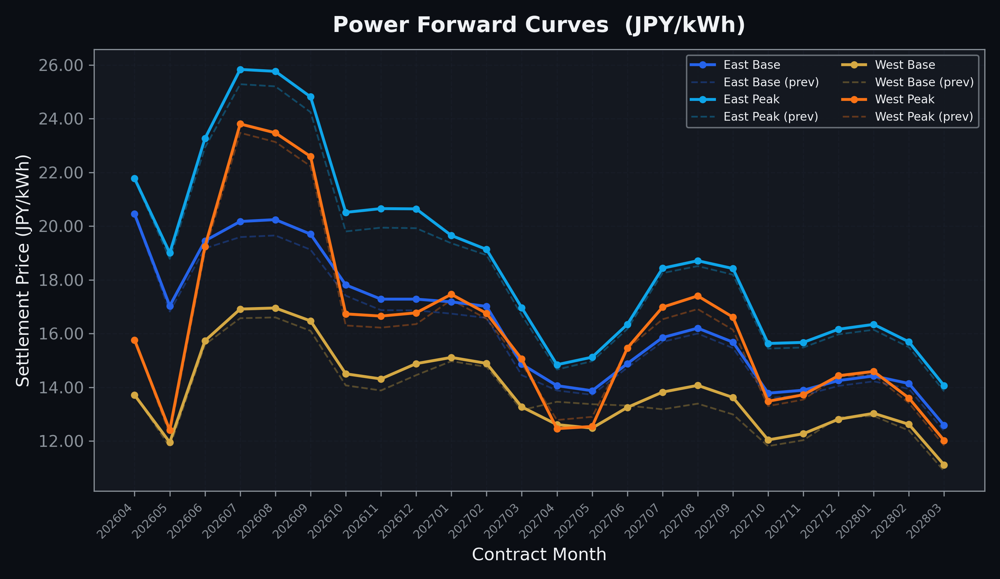 Power Forward Curves  (JPY/kWh)
Settlement Price (JPY/kWh)
26.00
24.00
22.00
20.00
18.00
16.00
14.00
12.00
East Base
East Base (prev)
East Peak
East Peak (prev)
West Base
West Base (prev)
West Peak
West Peak (prev)
202604
202605
202606
202607
202608
202609
202610
202611
202612
202701
202702
202703
202704
202705
202706
202707
202708
202709
202710
202711
202712
202801
202802
202803
Contract Month